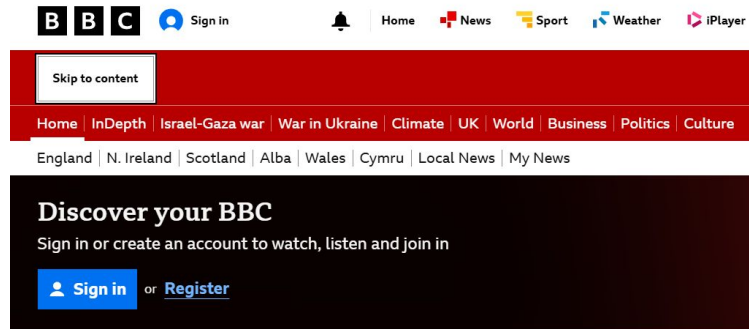 BBC Sign in Home News Sport Weather iPlayer
Skip to content
Home InDepth Israel-Gaza war War in Ukraine Climate UK World Business Politics Culture
England N. Ireland Scotland Alba Wales Cymru Local News My News
Discover your BBC
Sign in or create an account to watch, listen and join in
Sign in or Register